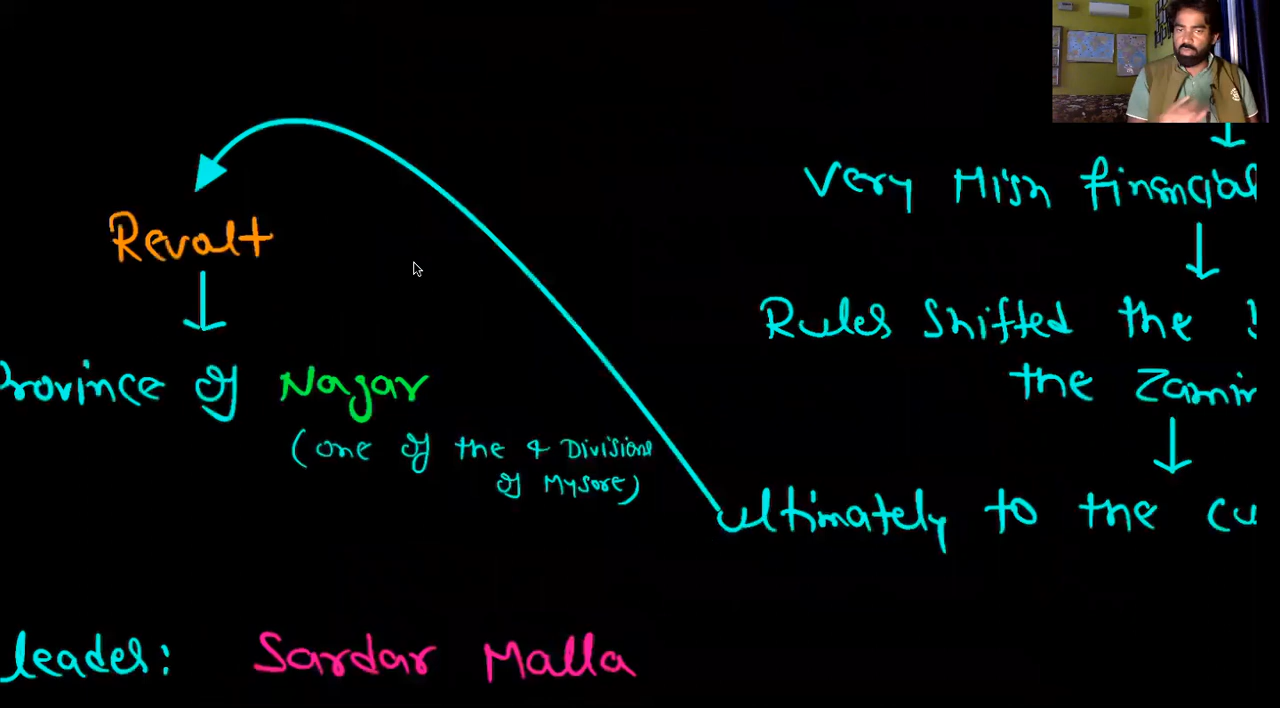 Very High financial
Rules Shifted the
the Zamin
ultimately to the cu
Revalt
Province of Nagar
(one of the 4 Divisions
of Mysore)
leader: Sardar Malla